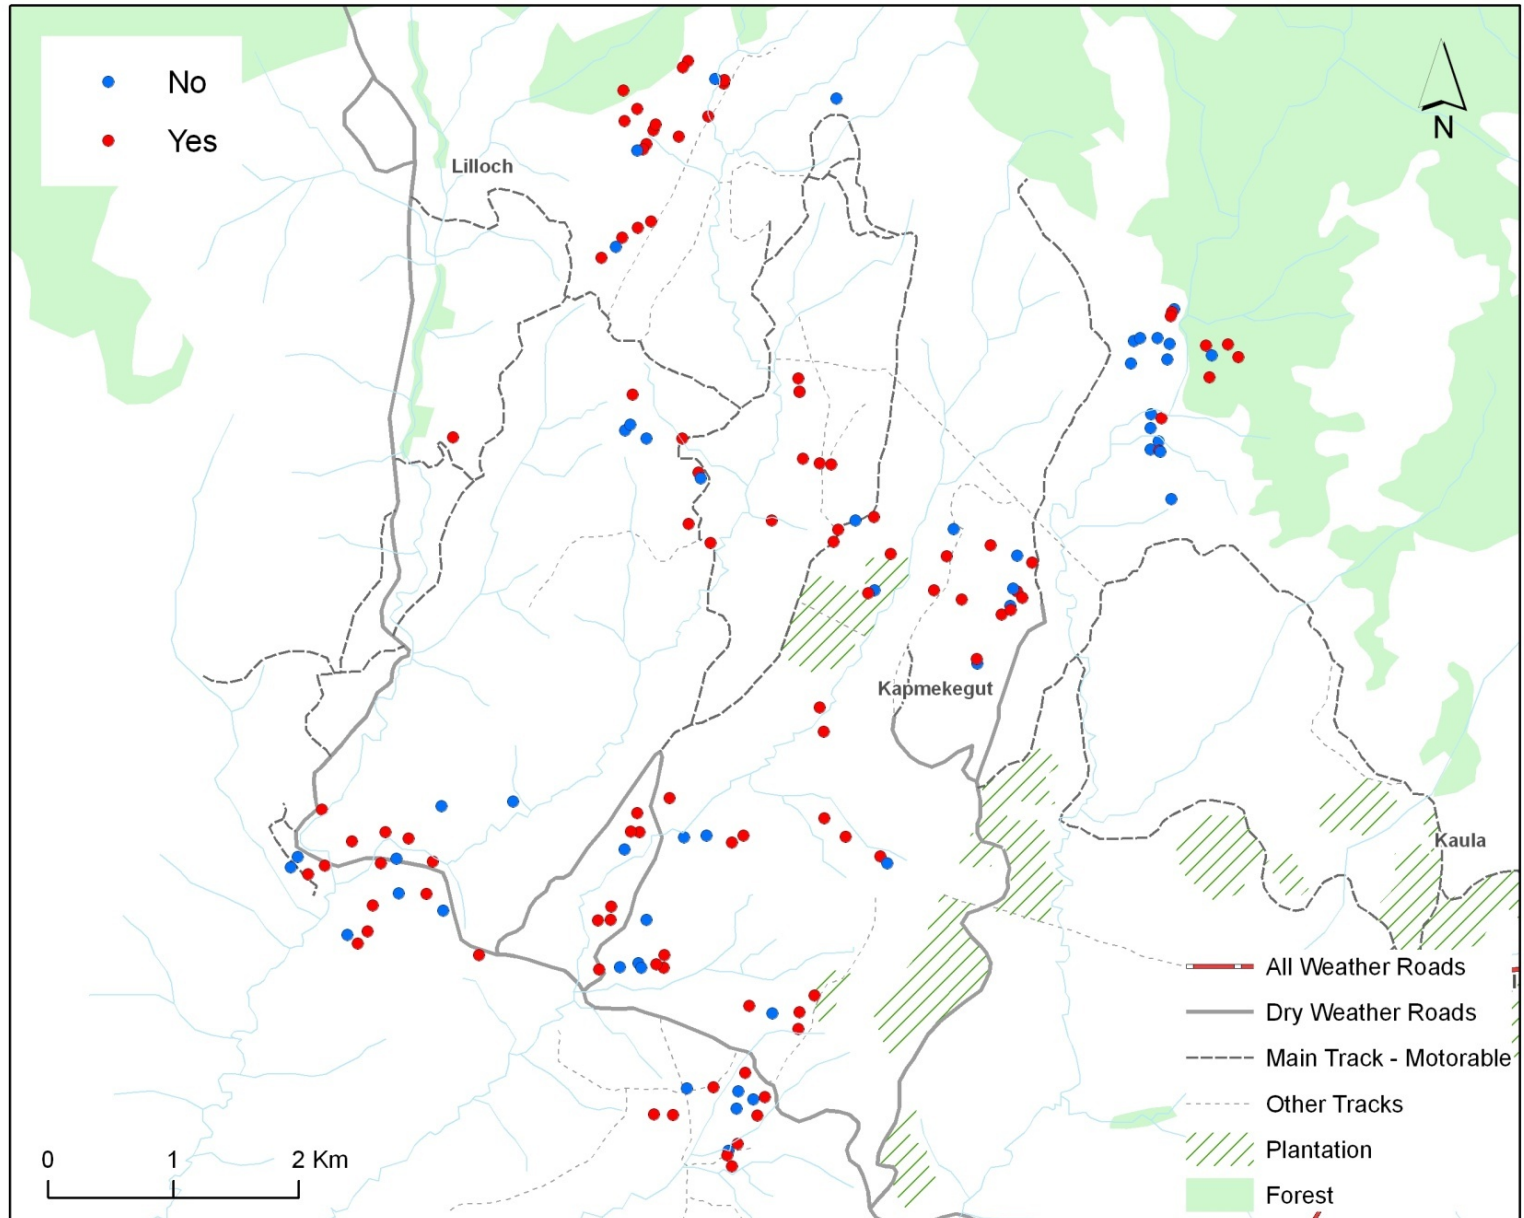 No
Yes
N
Lilloch
Kapmekegut
Kaula
All Weather Roads
Dry Weather Roads
Main Track - Motorable
Other Tracks
Plantation
Forest
0 1 2 Km